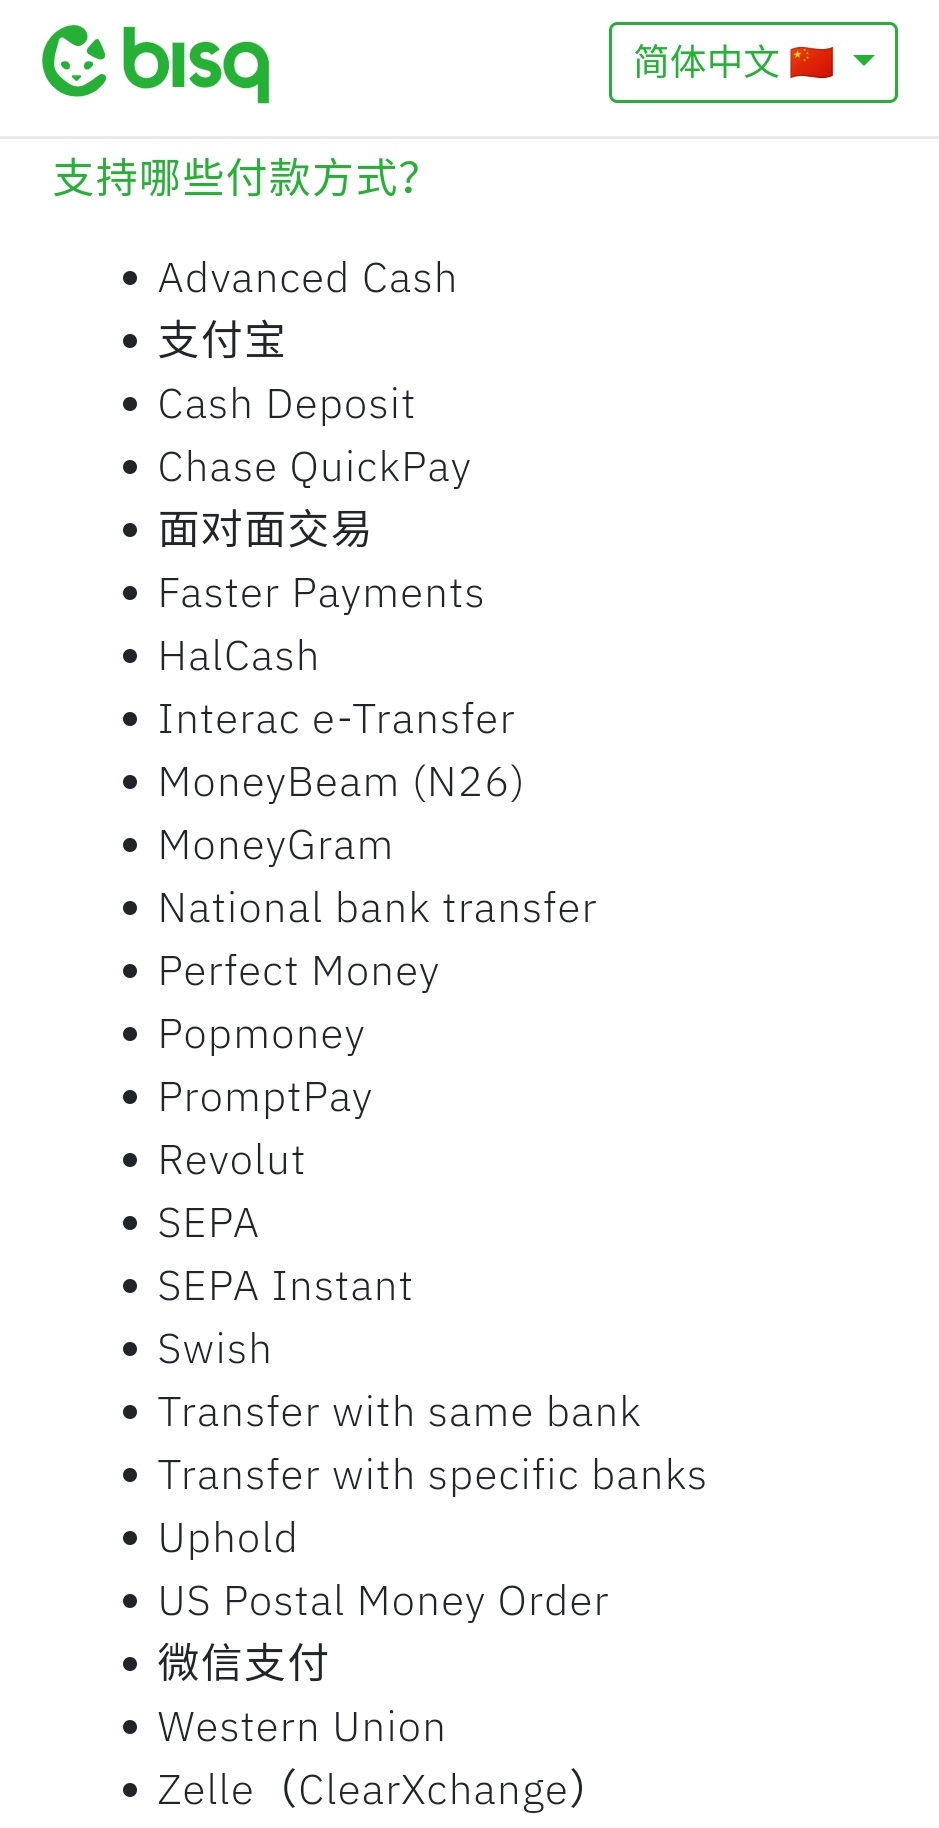 bisq
简体中文 🇨🇳
支持哪些付款方式？
Advanced Cash
支付宝
Cash Deposit
Chase QuickPay
面对面交易
Faster Payments
HalCash
Interac e-Transfer
MoneyBeam (N26)
MoneyGram
National bank transfer
Perfect Money
Popmoney
PromptPay
Revolut
SEPA
SEPA Instant
Swish
Transfer with same bank
Transfer with specific banks
Uphold
US Postal Money Order
微信支付
Western Union
Zelle（ClearXchange）